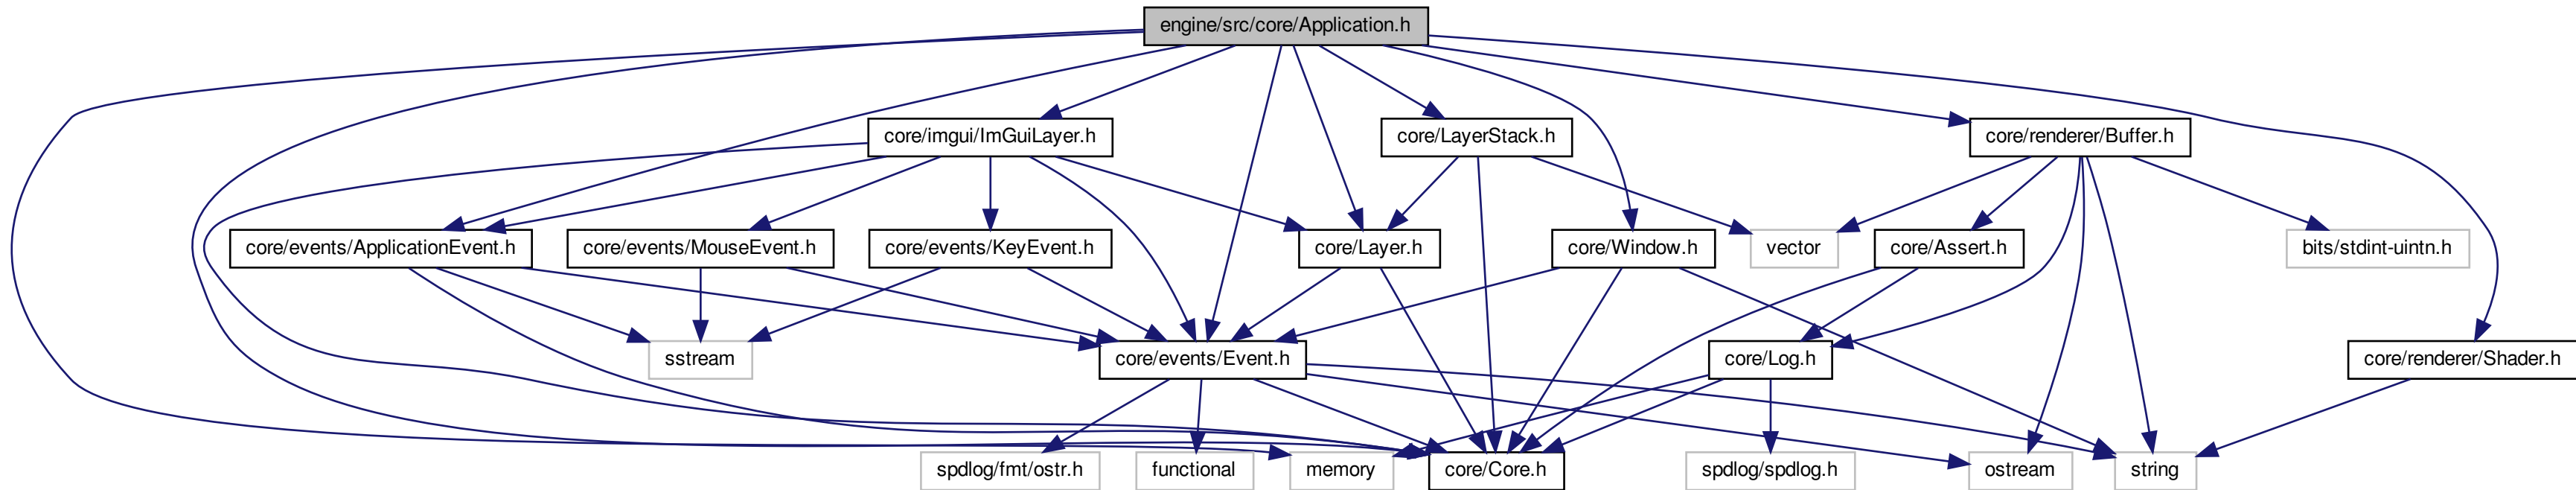 engine/src/core/Application.h
core/imgui/ImGuiLayer.h
core/LayerStack.h
core/renderer/Buffer.h
core/events/ApplicationEvent.h
core/events/MouseEvent.h
core/events/KeyEvent.h
core/Layer.h
core/Window.h
vector
core/Assert.h
bits/stdint-uintn.h
sstream
core/events/Event.h
core/Log.h
core/renderer/Shader.h
spdlog/fmt/ostr.h
functional
memory
core/Core.h
spdlog/spdlog.h
ostream
string